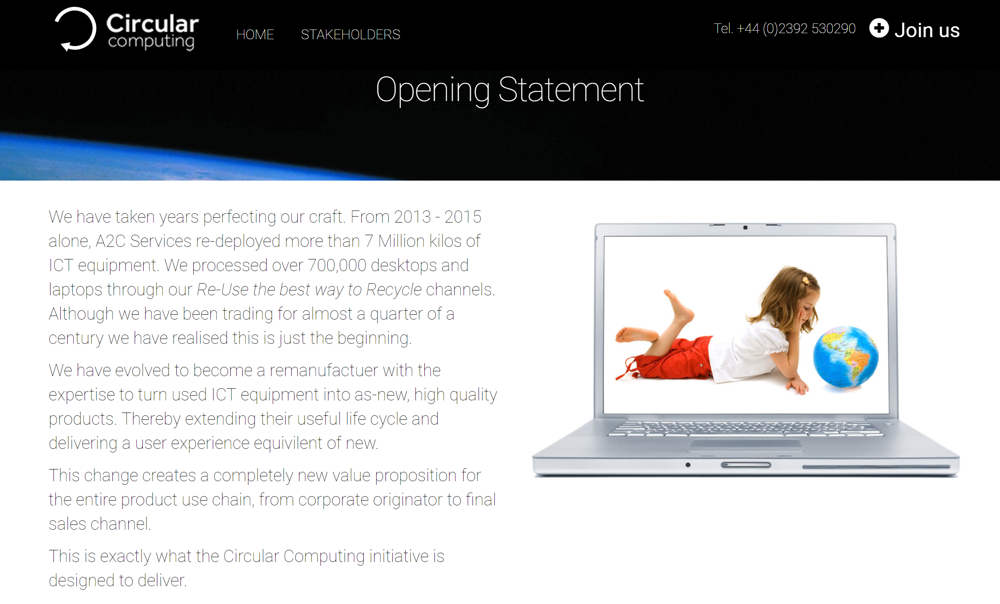 Circular
computing
HOME
STAKEHOLDERS
Tel. +44 (0)2392 530290
Join us
Opening Statement
We have taken years perfecting our craft. From 2013 - 2015
alone, A2C Services re-deployed more than 7 Million kilos of
ICT equipment. We processed over 700,000 desktops and
laptops through our Re-Use the best way to Recycle channels.
Although we have been trading for almost a quarter of a
century we have realised this is just the beginning.
We have evolved to become a remanufactuer with the
expertise to turn used ICT equipment into as-new, high quality
products. Thereby extending their useful life cycle and
delivering a user experience equivilent of new.
This change creates a completely new value proposition for
the entire product use chain, from corporate originator to final
sales channel.
This is exactly what the Circular Computing initiative is
designed to deliver.